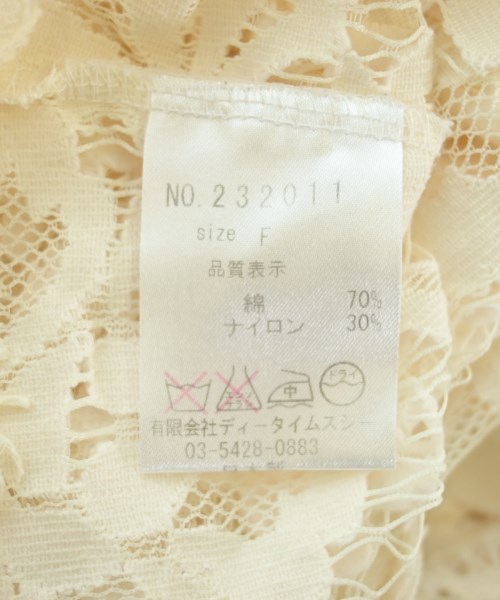 NO. 232011
size F
品質表示
綿 70%
ナイロン 30%
中 ドライ
有限会社ディータイムスシー
03-5428-0883